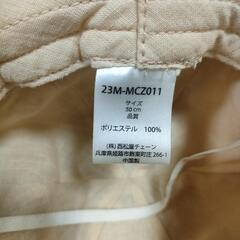 23M-MCZ011
サイズ
50cm
品質
ポリエステル 100%
(株)西松屋チェーン
兵庫県姫路市飾東町庄266-1
中国製